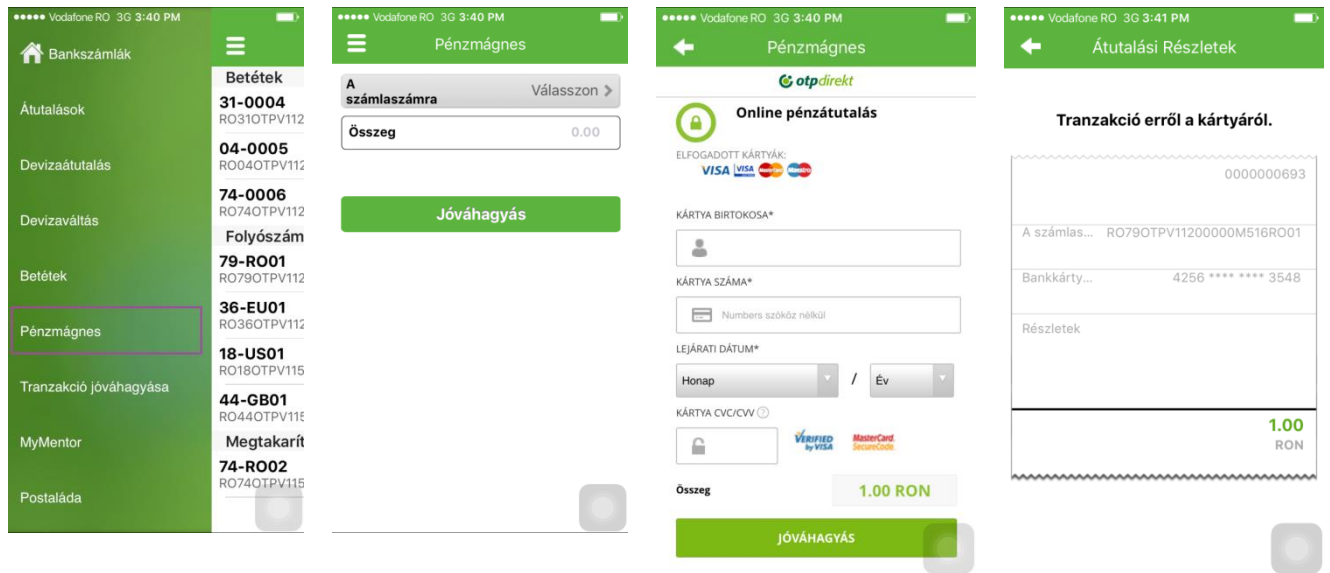 Vodafone RO 3G 3:40 PM
Bankszámlák
Átutalások
Devizaátutalás
Devizaváltás
Betétek
Pénzmágnes
Tranzakció jóváhagyása
MyMentor
Postaláda
Betétek
31-0004
RO31OTPV112
04-0005
RO04OTPV112
74-0006
RO74OTPV112
Folyószám
79-RO01
RO79OTPV112
36-EU01
RO36OTPV112
18-US01
RO18OTPV115
44-GB01
RO44OTPV115
Megtakarít
74-RO02
RO74OTPV115
Vodafone RO 3G 3:40 PM
Pénzmágnes
A
számlaszámra
Válasszon
Összeg 0.00
Jóváhagyás
Vodafone RO 3G 3:40 PM
Pénzmágnes
otpdirekt
Online pénzátutalás
ELFOGADOTT KÁRTYÁK:
VISA VISA MasterCard Maestro
KÁRTYA BIRTOKOSA*
KÁRTYA SZÁMA*
Numbers szóköz nélkül
LEJÁRATI DÁTUM*
Honap / Év
KÁRTYA CVC/CVV ?
VERIFIED by VISA
MasterCard. SecureCode.
Összeg 1.00 RON
JÓVÁHAGYÁS
Vodafone RO 3G 3:41 PM
Átutalási Részletek
Tranzakció erről a kártyáról.
0000000693
A számlas... RO79OTPV11200000M516RO01
Bankkárty... 4256 **** **** 3548
Részletek
1.00
RON